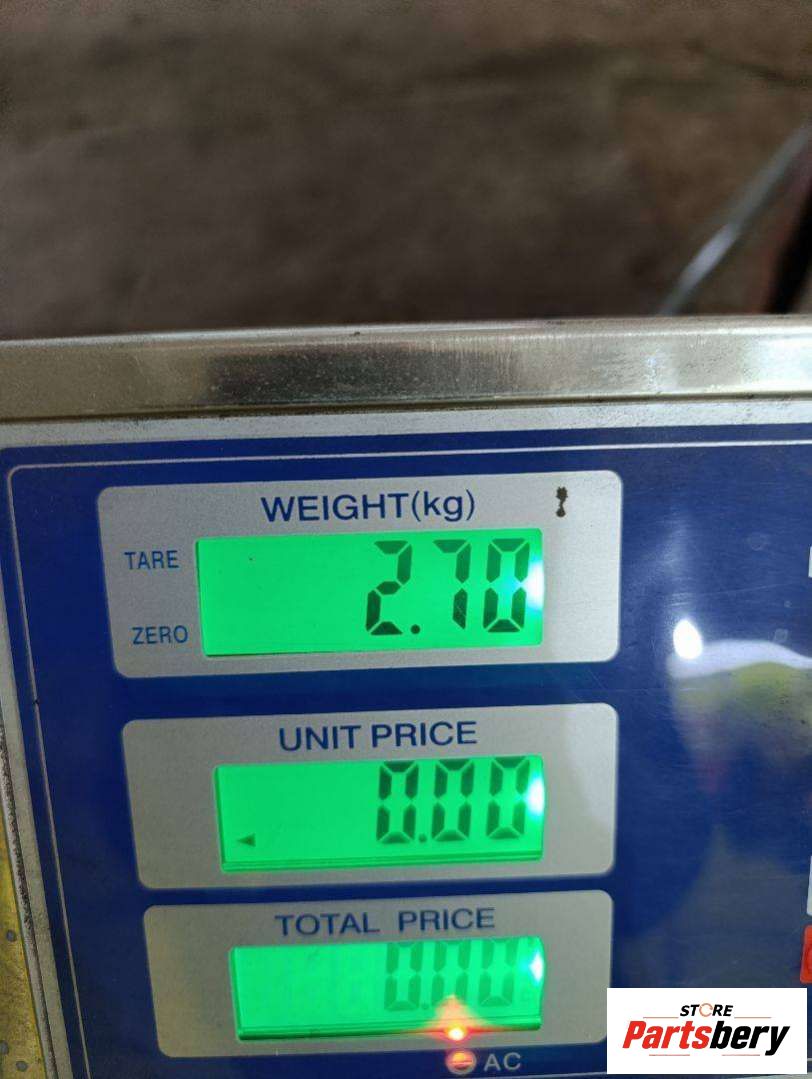 WEIGHT(kg)
TARE
2.70
ZERO
UNIT PRICE
0.00
TOTAL PRICE
0.00
AC
STORE
Partsbery